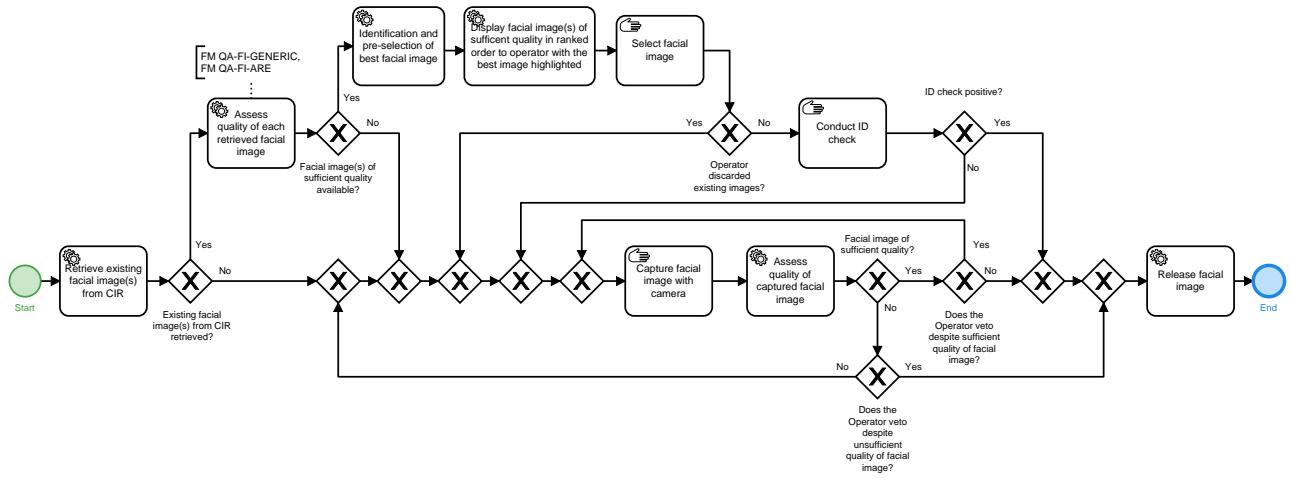 FM QA-FI-GENERIC,
FM QA-FI-ARE
Identification and
pre-selection of
best facial image
Display facial image(s) of
sufficent quality in ranked
order to operator with the
best image highlighted
Select facial
image
Yes
ID check positive?
Assess
quality of each
retrieved facial
image
No
Facial image(s) of
sufficient quality
available?
Yes
No
Operator
discarded
existing images?
Conduct ID
check
Yes
No
Start
Retrieve existing
facial image(s)
from CIR
Yes
No
Existing facial
image(s) from CIR
retrieved?
Capture facial
image with
camera
Assess
quality of
captured facial
image
Facial image of
sufficient quality?
Yes
No
Yes
No
Does the
Operator veto
despite sufficient
quality of facial
image?
Release facial
image
End
No
Yes
Does the
Operator veto
despite
unsufficient
quality of facial
image?